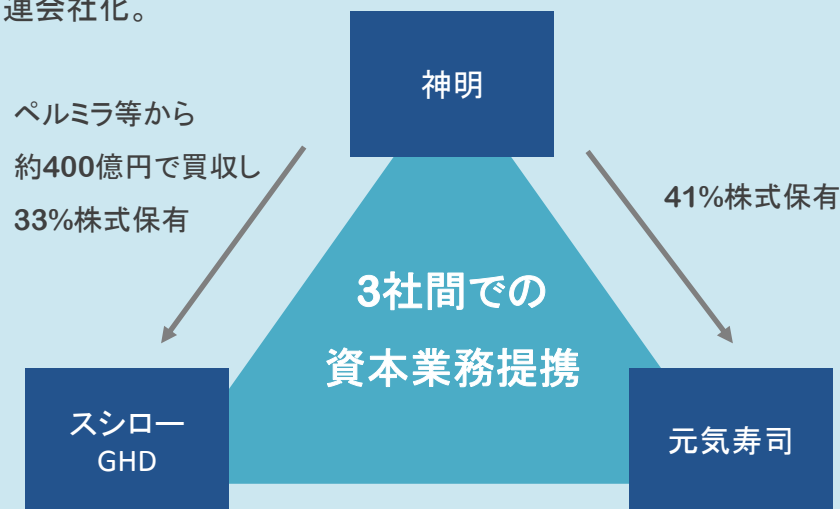 連会社化。
神明
ペルミラ等から
約400億円で買収し
33%株式保有
41%株式保有
3社間での
資本業務提携
スシロー
GHD
元気寿司